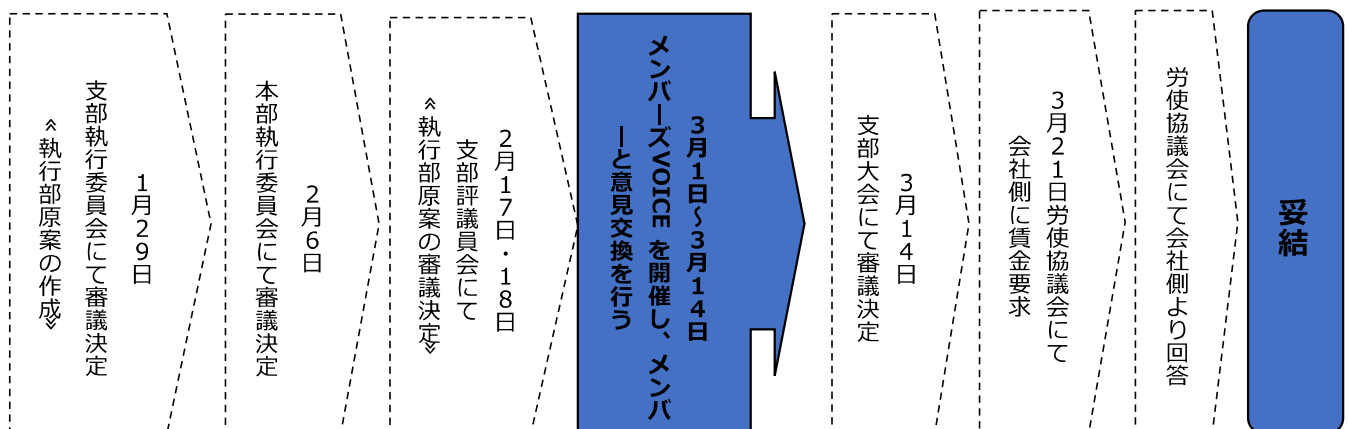 1月29日
支部執行委員会にて審議決定
≪執行部原案の作成≫
2月6日
本部執行委員会にて審議決定
2月17日・18日
支部評議員会にて
≪執行部原案の審議決定≫
3月1日～3月14日
メンバーズVOICE を開催し、メンバ
ーと意見交換を行う
3月14日
支部大会にて審議決定
3月21日労使協議会にて
会社側に賃金要求
労使協議会にて会社側より回答
妥結